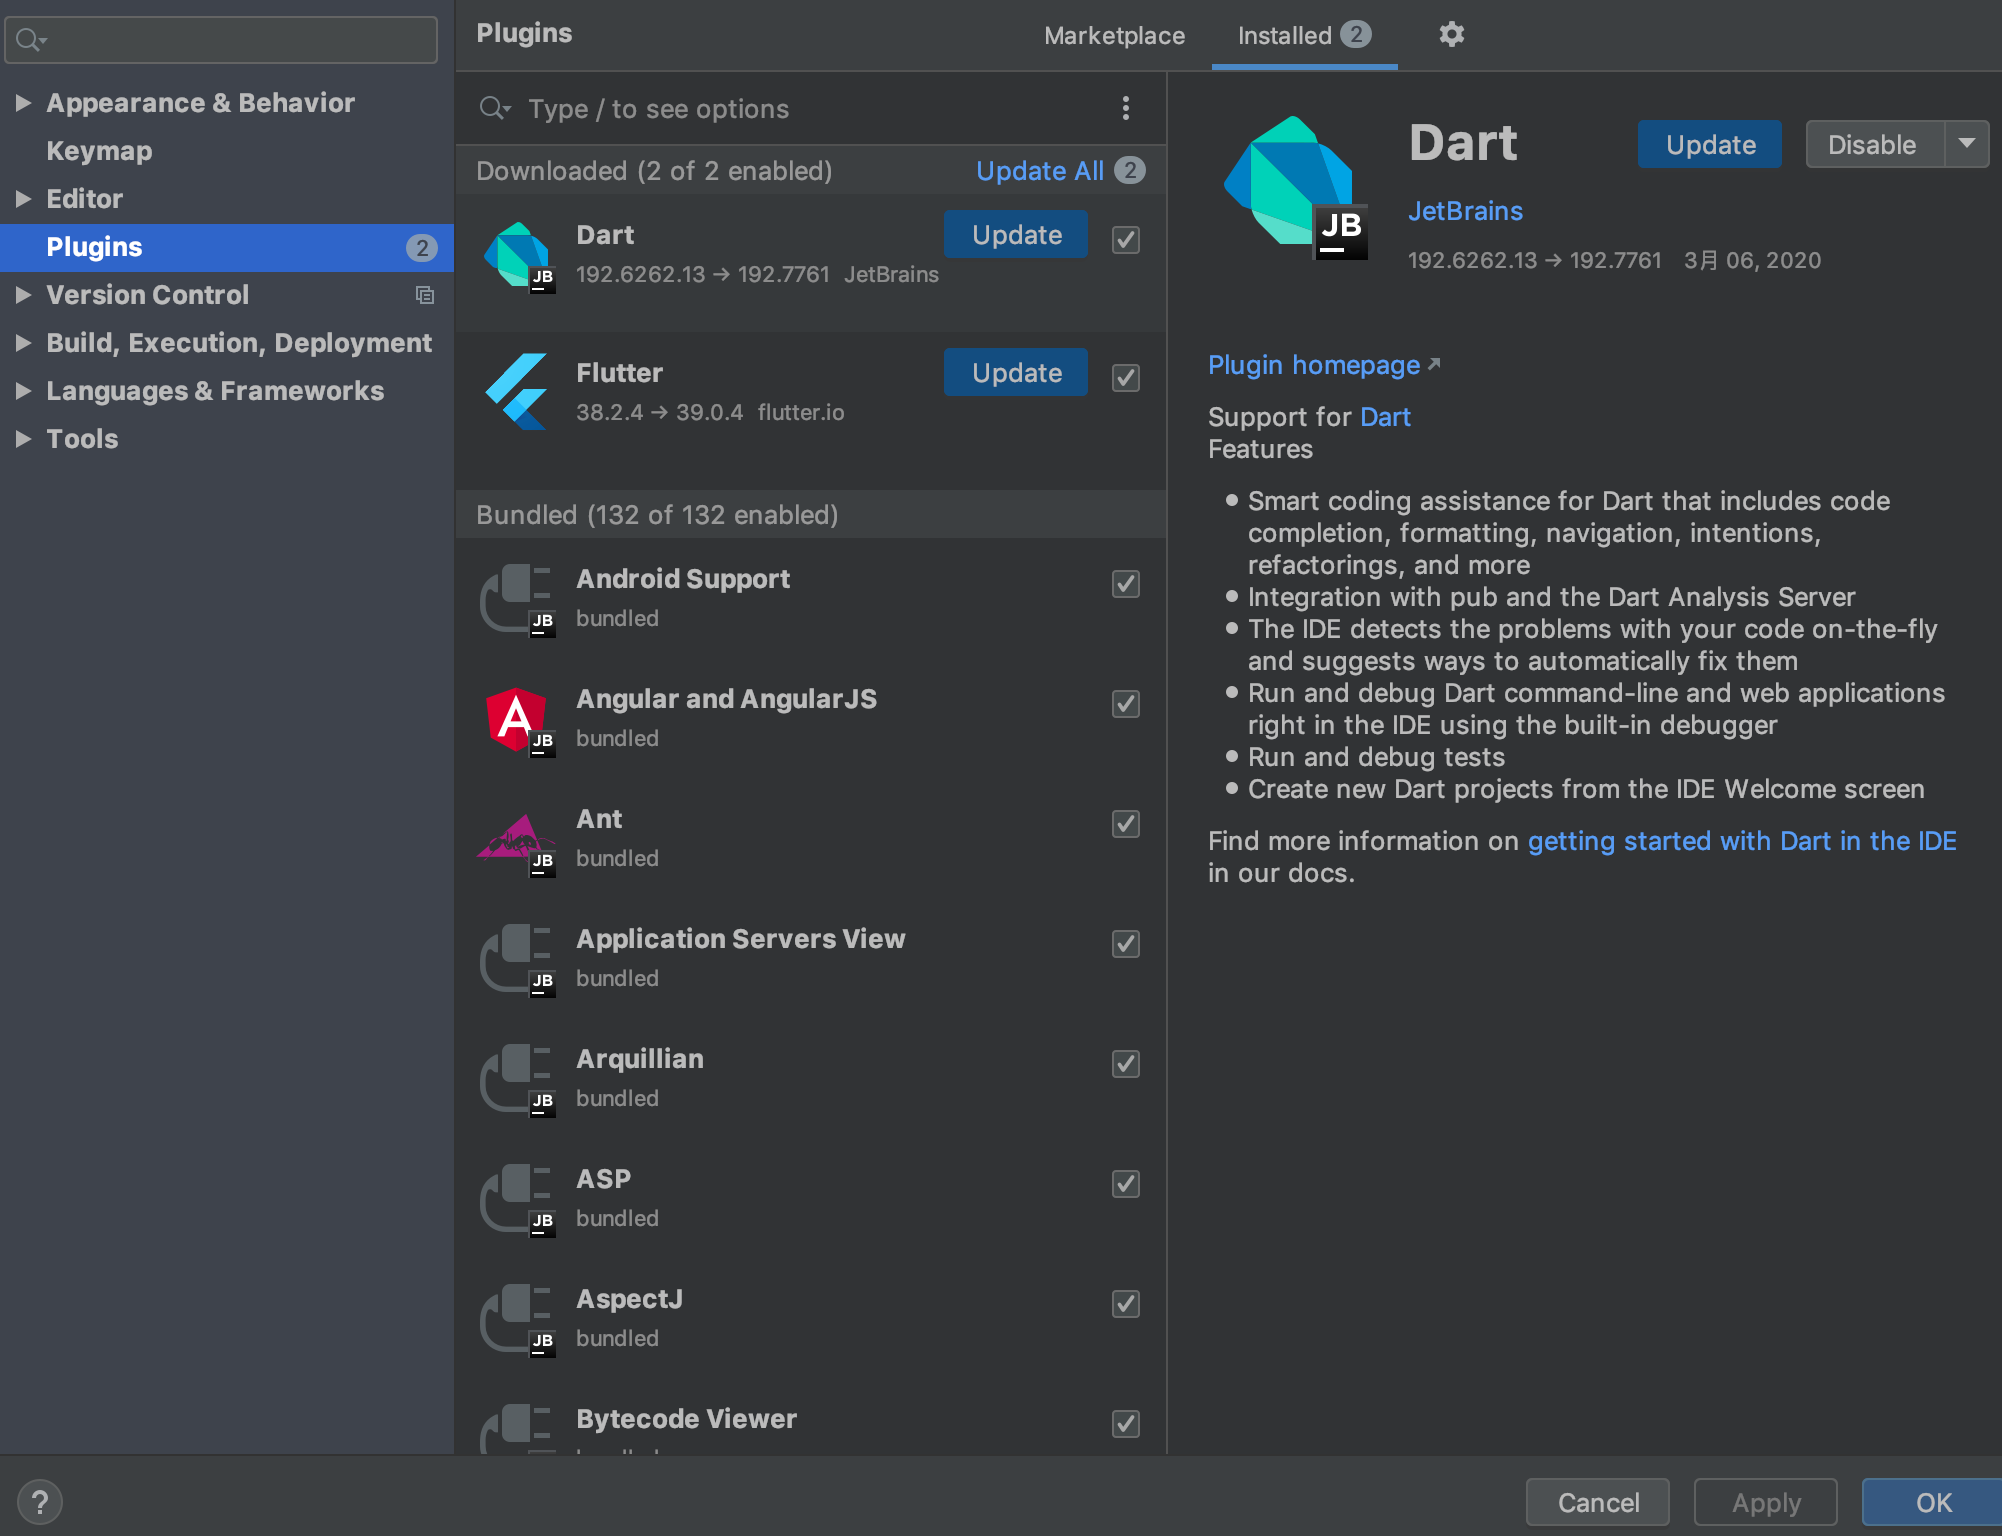 Plugins
Marketplace
Installed 2
Appearance & Behavior
Keymap
Editor
Plugins 2
Version Control
Build, Execution, Deployment
Languages & Frameworks
Tools
Type / to see options
Downloaded (2 of 2 enabled) Update All 2
Dart Update
192.6262.13 → 192.7761 JetBrains
JB
Flutter Update
38.2.4 → 39.0.4 flutter.io
Bundled (132 of 132 enabled)
Android Support
bundled
JB
Angular and AngularJS
bundled
JB
Ant
bundled
JB
Application Servers View
bundled
JB
Arquillian
bundled
JB
ASP
bundled
JB
AspectJ
bundled
JB
Bytecode Viewer
JB
Dart Update Disable
JetBrains
192.6262.13 → 192.7761 3月 06, 2020
Plugin homepage ↗
Support for Dart
Features
• Smart coding assistance for Dart that includes code
completion, formatting, navigation, intentions,
refactorings, and more
• Integration with pub and the Dart Analysis Server
• The IDE detects the problems with your code on-the-fly
and suggests ways to automatically fix them
• Run and debug Dart command-line and web applications
right in the IDE using the built-in debugger
• Run and debug tests
• Create new Dart projects from the IDE Welcome screen
Find more information on getting started with Dart in the IDE
in our docs.
?
Cancel
Apply
OK